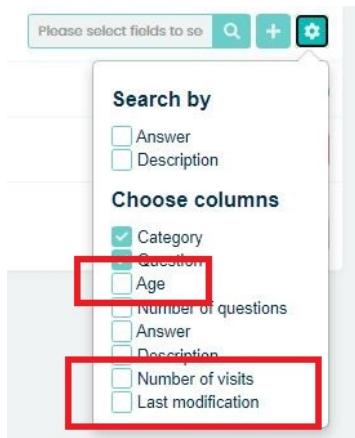 Please select fields to se
Search by
Answer
Description
Choose columns
Category
Question
Age
Number of questions
Answer
Description
Number of visits
Last modification